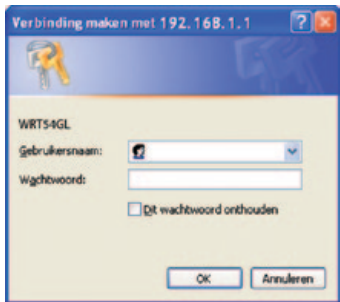 Verbinding maken met 192.168.1.1
WRT54GL
Gebruikersnaam:
Wachtwoord:
Dit wachtwoord onthouden
OK
Annuleren